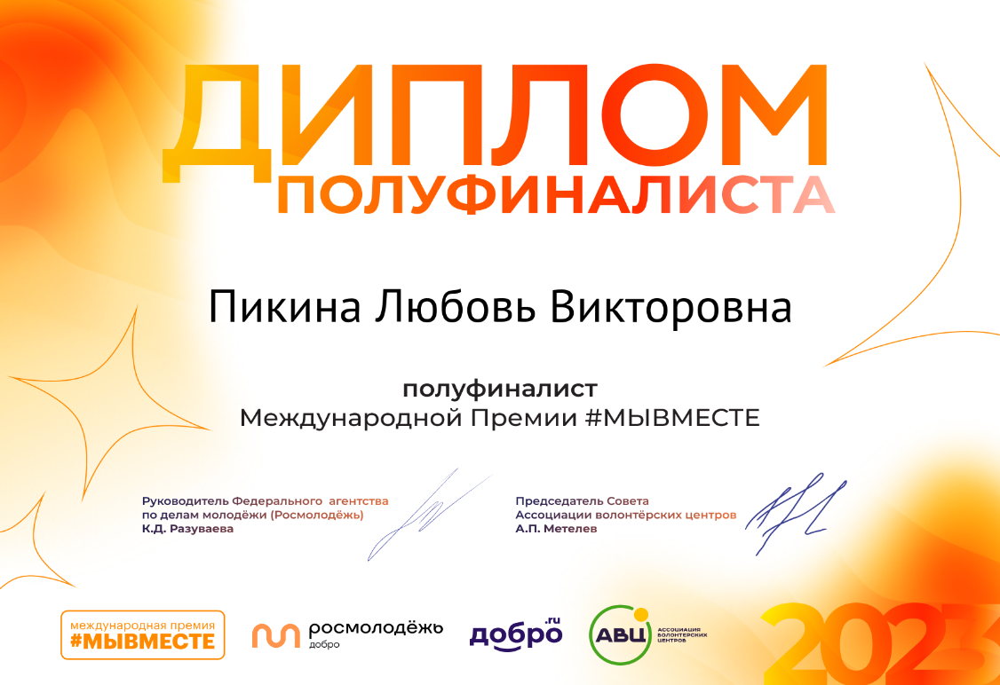 ДИПЛОМ
ПОЛУФИНАЛИСТА
Пикина Любовь Викторовна
полуфиналист
Международной Премии #МЫВМЕСТЕ
Руководитель Федерального агентства
по делам молодёжи (Росмолодёжь)
К.Д. Разуваева
Председатель Совета
Ассоциации волонтёрских центров
А.П. Метелев
международная премия
#МЫВМЕСТЕ
росмолодёжь
добро
добро.ru
АВЦ
АССОЦИАЦИЯ
ВОЛОНТЕРСКИХ
ЦЕНТРОВ
2023